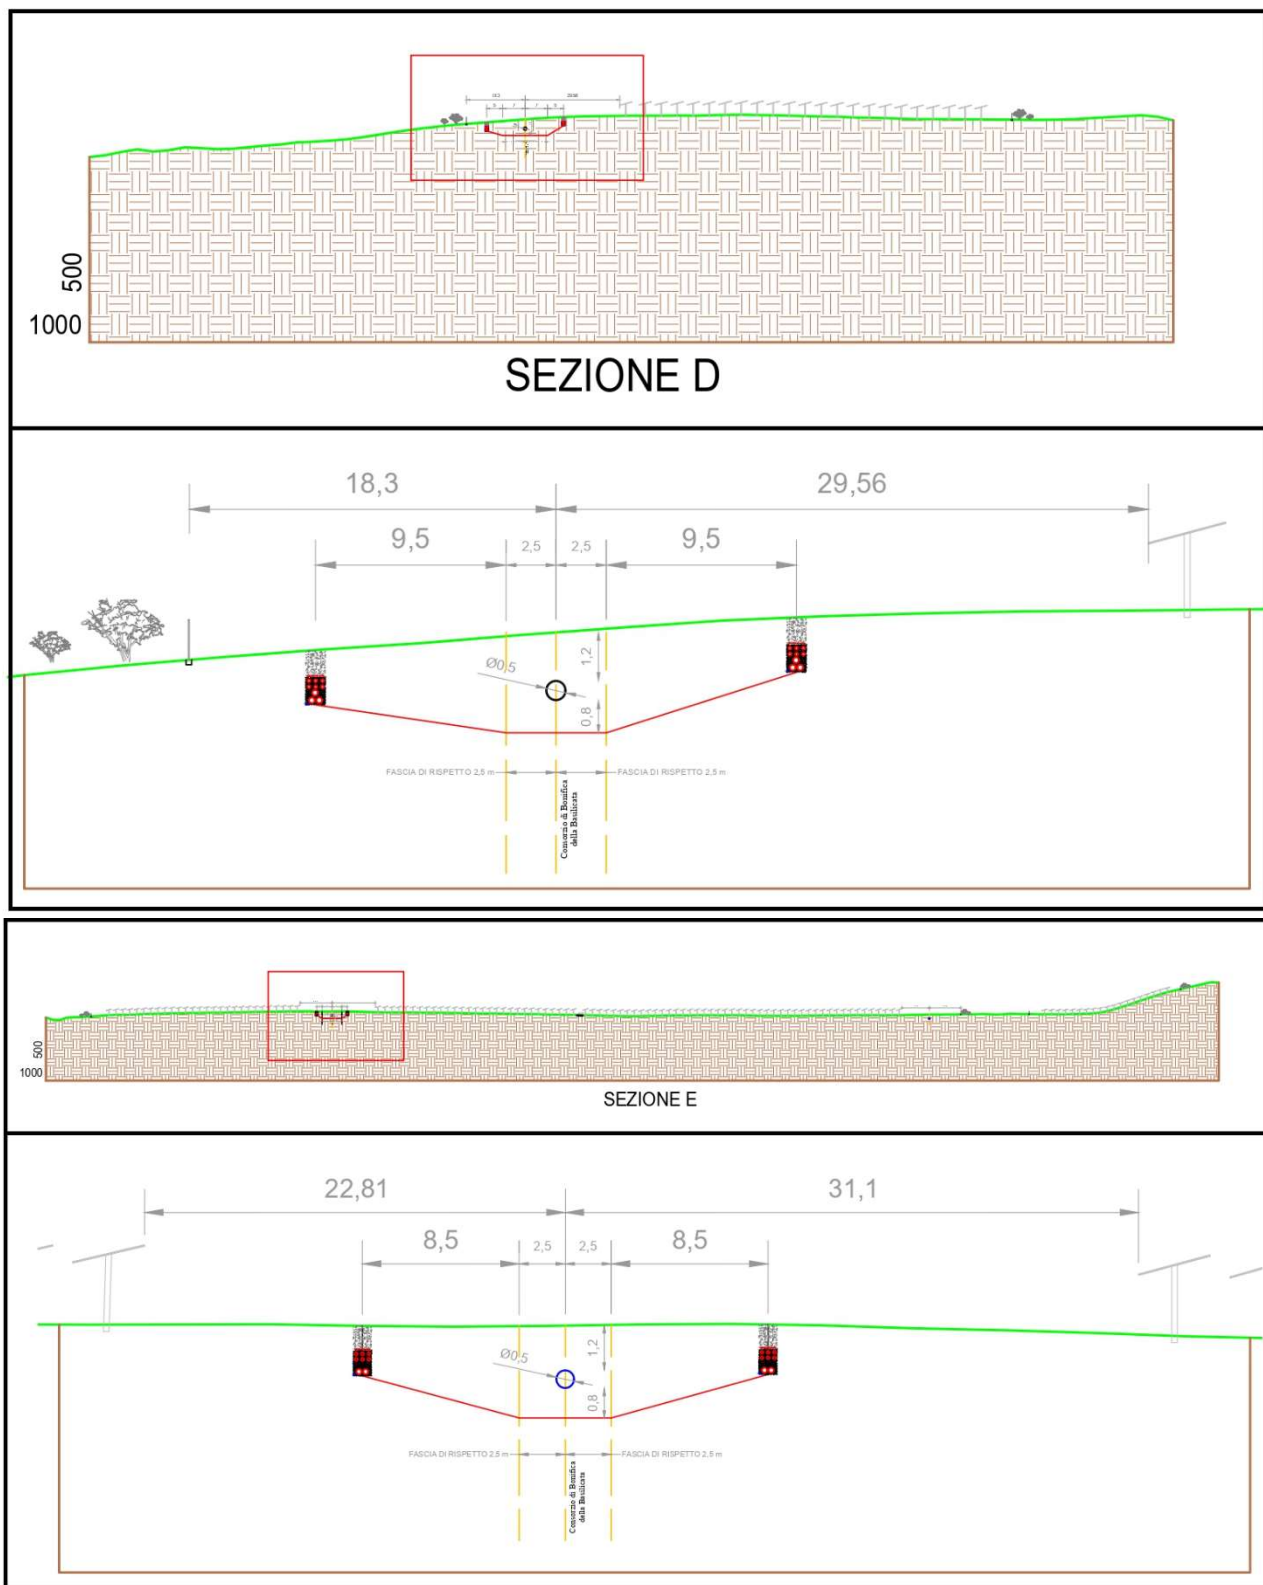 500
1000
SEZIONE D
18,3
29,56
9,5
2,5
2,5
9,5
1,2
Ø0,5
0,8
FASCIA DI RISPETTO 2,5 m
FASCIA DI RISPETTO 2,5 m
Consorzio di Bonifica
della Basilicata
500
1000
SEZIONE E
22,81
31,1
8,5
2,5
2,5
8,5
1,2
Ø0,5
0,8
FASCIA DI RISPETTO 2,5 m
FASCIA DI RISPETTO 2,5 m
Consorzio di Bonifica
della Basilicata